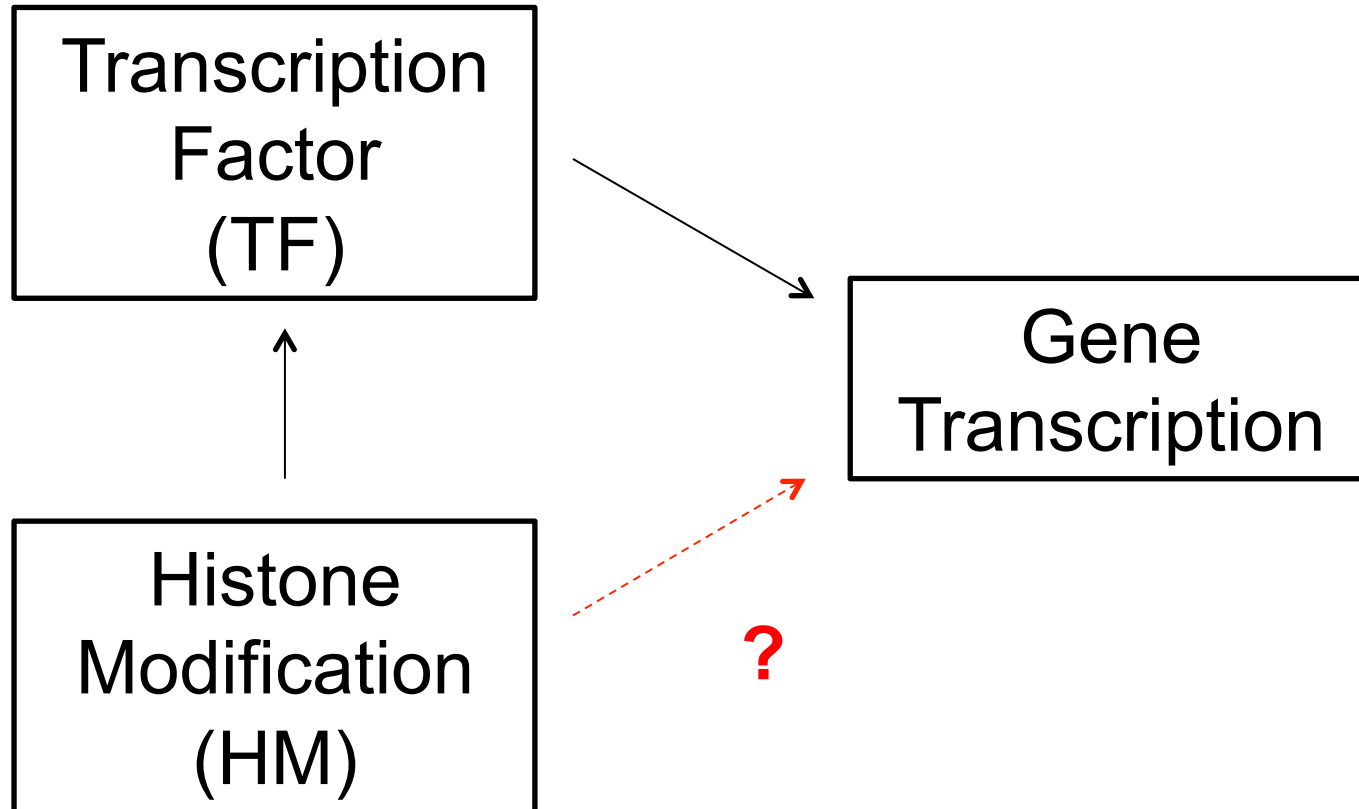 Transcription
Factor
(TF)
Gene
Transcription
Histone
Modification
(HM)
?